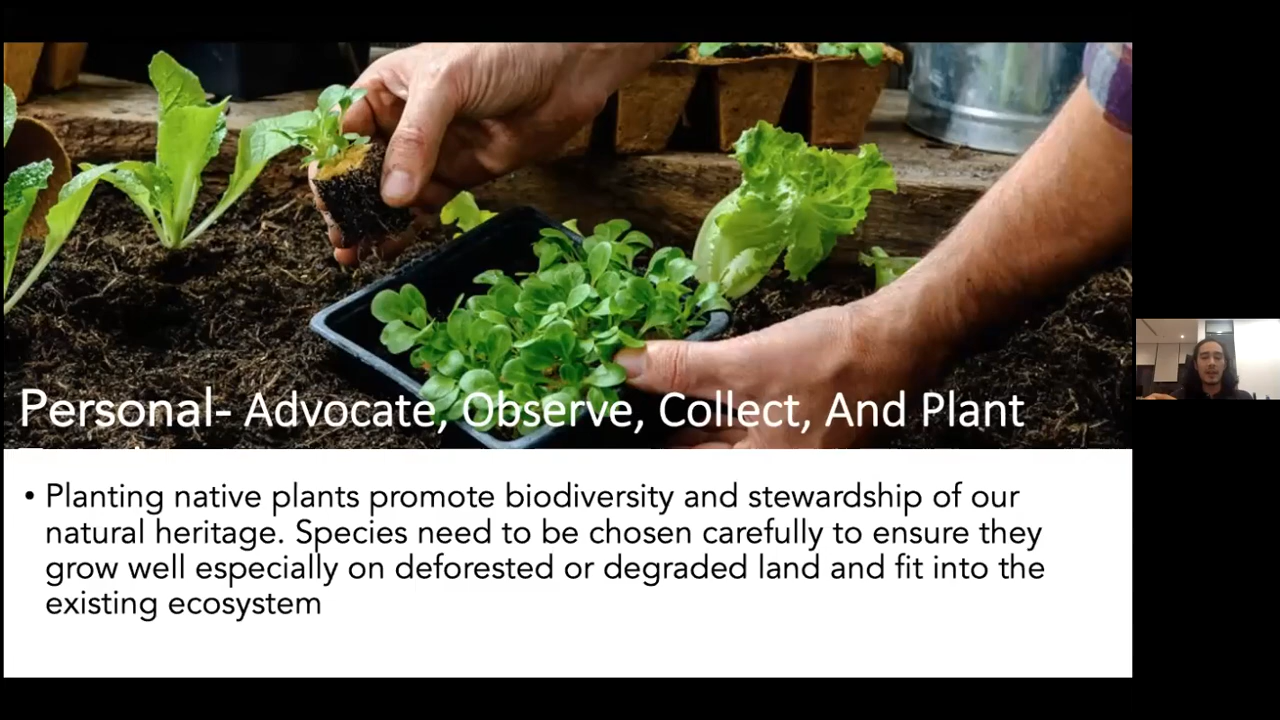 Personal- Advocate, Observe, Collect, And Plant
• Planting native plants promote biodiversity and stewardship of our
natural heritage. Species need to be chosen carefully to ensure they
grow well especially on deforested or degraded land and fit into the
existing ecosystem